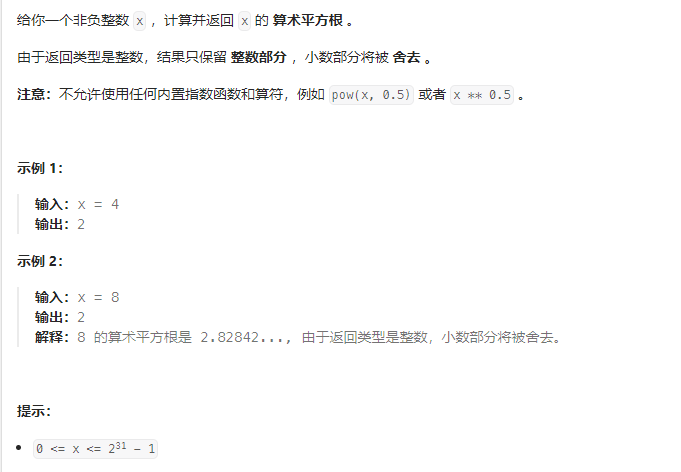 给你一个非负整数 x ，计算并返回 x 的 算术平方根 。
由于返回类型是整数，结果只保留 整数部分 ，小数部分将被 舍去 。
注意：不允许使用任何内置指数函数和算符，例如 pow(x, 0.5) 或者 x ** 0.5 。
示例 1：
输入：x = 4
输出：2
示例 2：
输入：x = 8
输出：2
解释：8 的算术平方根是 2.82842..., 由于返回类型是整数，小数部分将被舍去。
提示：
• 0 <= x <= 2³¹ - 1